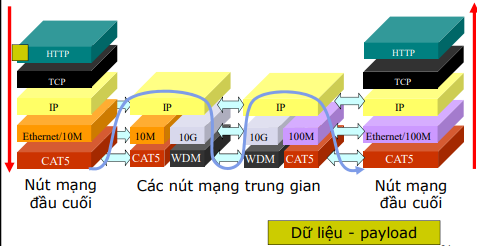 HTTP
HTTP
TCP
TCP
IP
IP
IP
IP
Ethernet/10M
10M
10G
10G
100M
Ethernet/100M
CAT5
CAT5
WDM
WDM
CAT5
CAT5
Nút mạng
đầu cuối
Các nút mạng trung gian
Nút mạng
đầu cuối
Dữ liệu - payload